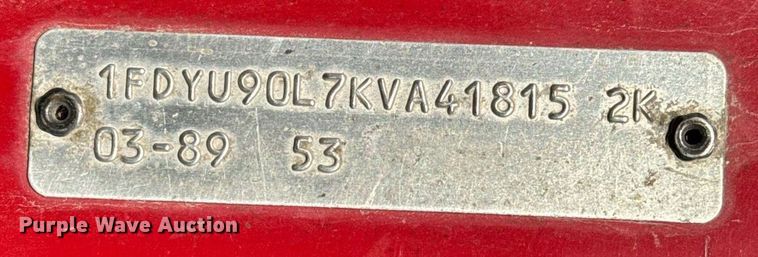 1FDYU90L7KVA41815 2K
03-89 53
Purple Wave Auction